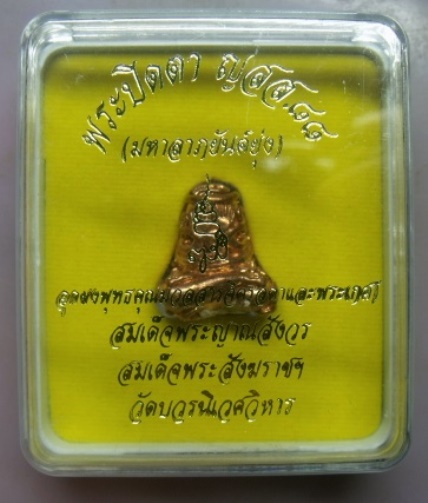 พระปิดตา ญสส.๘๘
(มหาลาภยันต์ยุ่ง)
สมเด็จพระญาณสังวร
สมเด็จพระสังฆราชฯ
วัดบวรนิเวศวิหาร